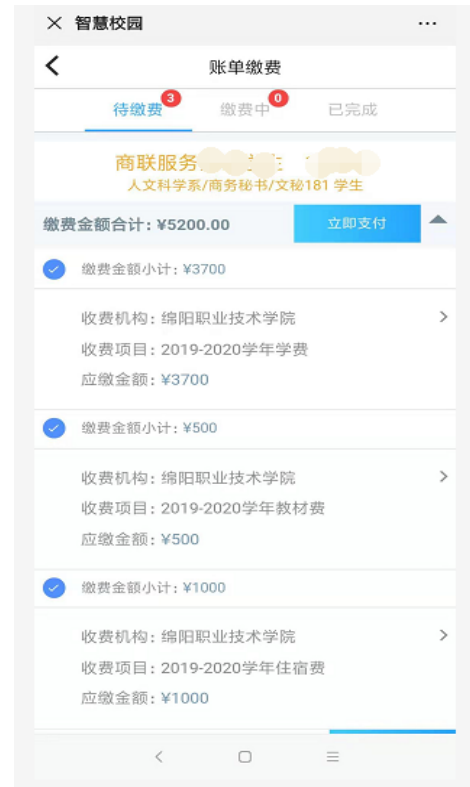 智慧校园
账单缴费
待缴费 3 缴费中 0 已完成
商联服务
人文科学系/商务秘书/文秘181 学生
缴费金额合计: ¥5200.00 立即支付
缴费金额小计: ¥3700
收费机构: 绵阳职业技术学院
收费项目: 2019-2020学年学费
应缴金额: ¥3700
缴费金额小计: ¥500
收费机构: 绵阳职业技术学院
收费项目: 2019-2020学年教材费
应缴金额: ¥500
缴费金额小计: ¥1000
收费机构: 绵阳职业技术学院
收费项目: 2019-2020学年住宿费
应缴金额: ¥1000